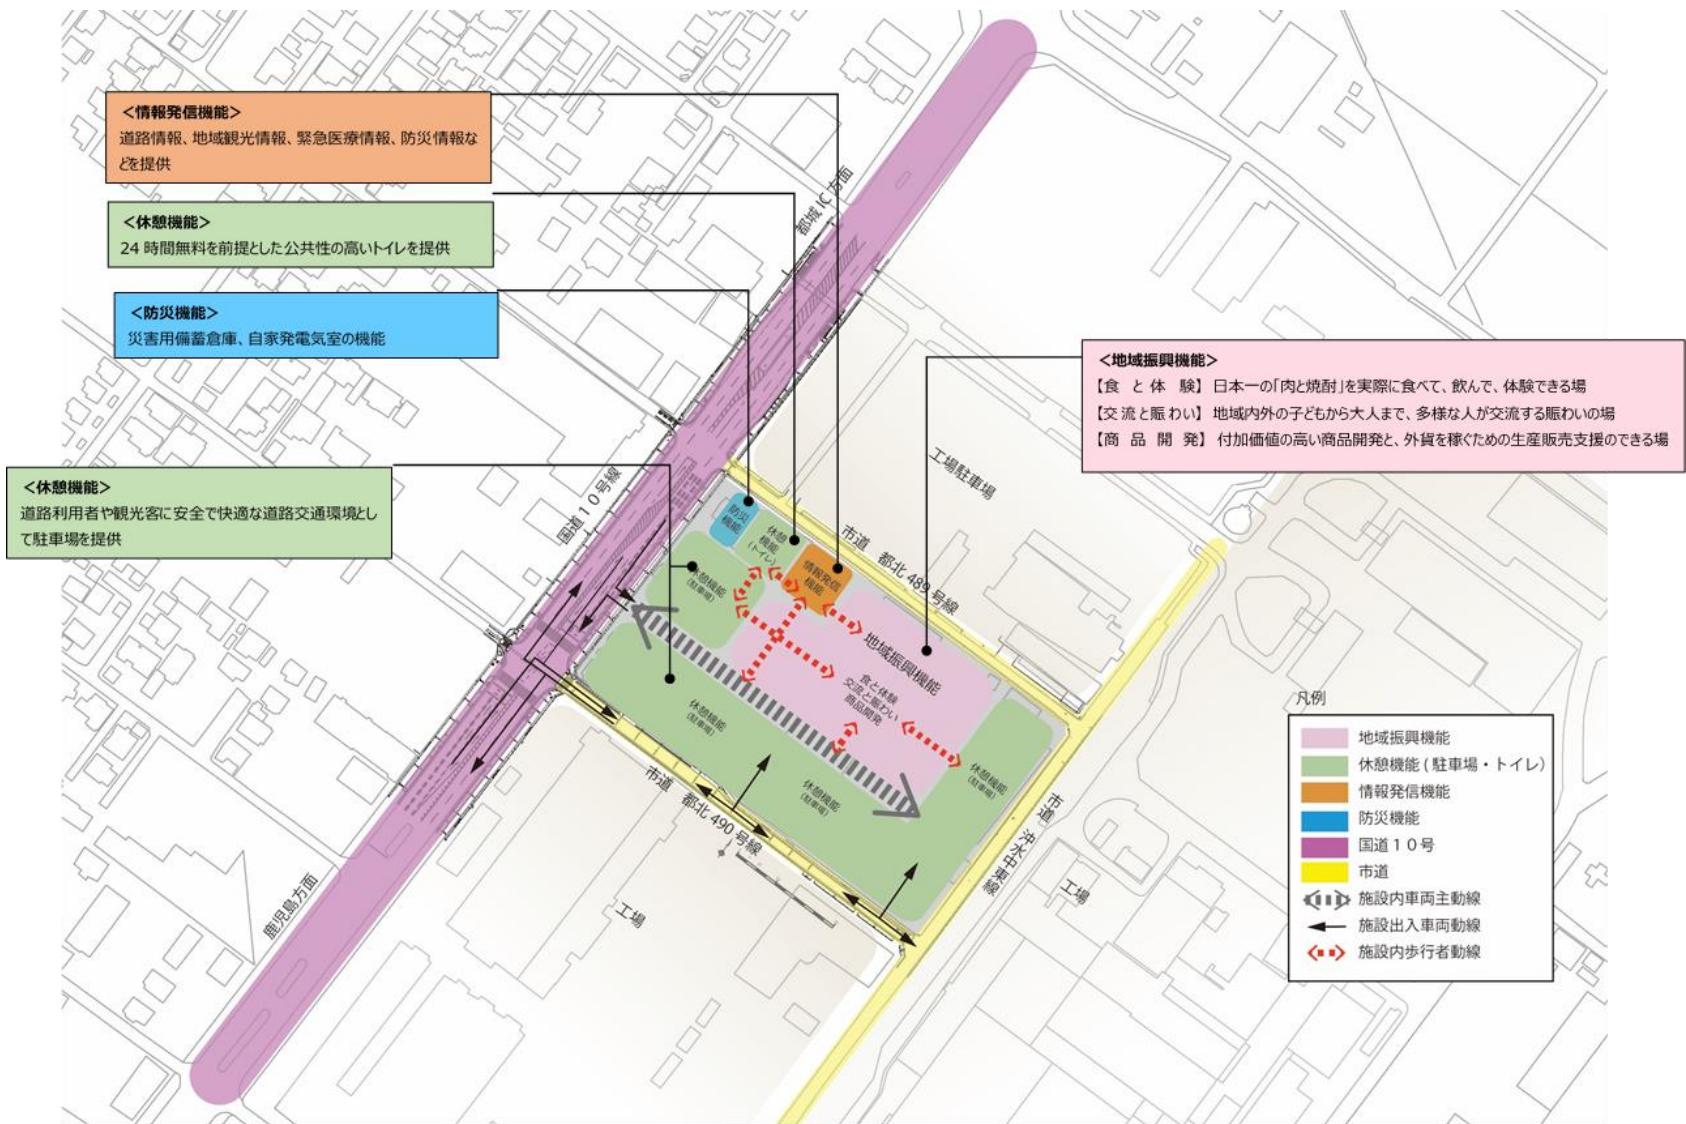 <情報発信機能>
道路情報、地域観光情報、緊急医療情報、防災情報な
どを提供
<休憩機能>
24 時間無料を前提とした公共性の高いトイレを提供
<防災機能>
災害用備蓄倉庫、自家発電気室の機能
<休憩機能>
道路利用者や観光客に安全で快適な道路交通環境とし
て駐車場を提供
<地域振興機能>
【食 と 体 験】 日本一の「肉と焼酎」を実際に食べて、飲んで、体験できる場
【交流と賑わい】 地域内外の子どもから大人まで、多様な人が交流する賑わいの場
【商 品 開 発】 付加価値の高い商品開発と、外貨を稼ぐための生産販売支援のできる場
都城IC方面
国道10号線
鹿児島方面
工場駐車場
市道 都北489号線
防災
機能
休憩
機能
(トイレ)
情報発信
機能
休憩機能
(駐車場)
地域振興機能
食と体験
交流と賑わい
商品開発
休憩機能
(駐車場)
休憩機能
(駐車場)
休憩機能
(駐車場)
市道 都北490号線
市道 沖水中東線
工場
工場
凡例
地域振興機能
休憩機能(駐車場・トイレ)
情報発信機能
防災機能
国道10号
市道
施設内車両主動線
施設出入車両動線
施設内歩行者動線